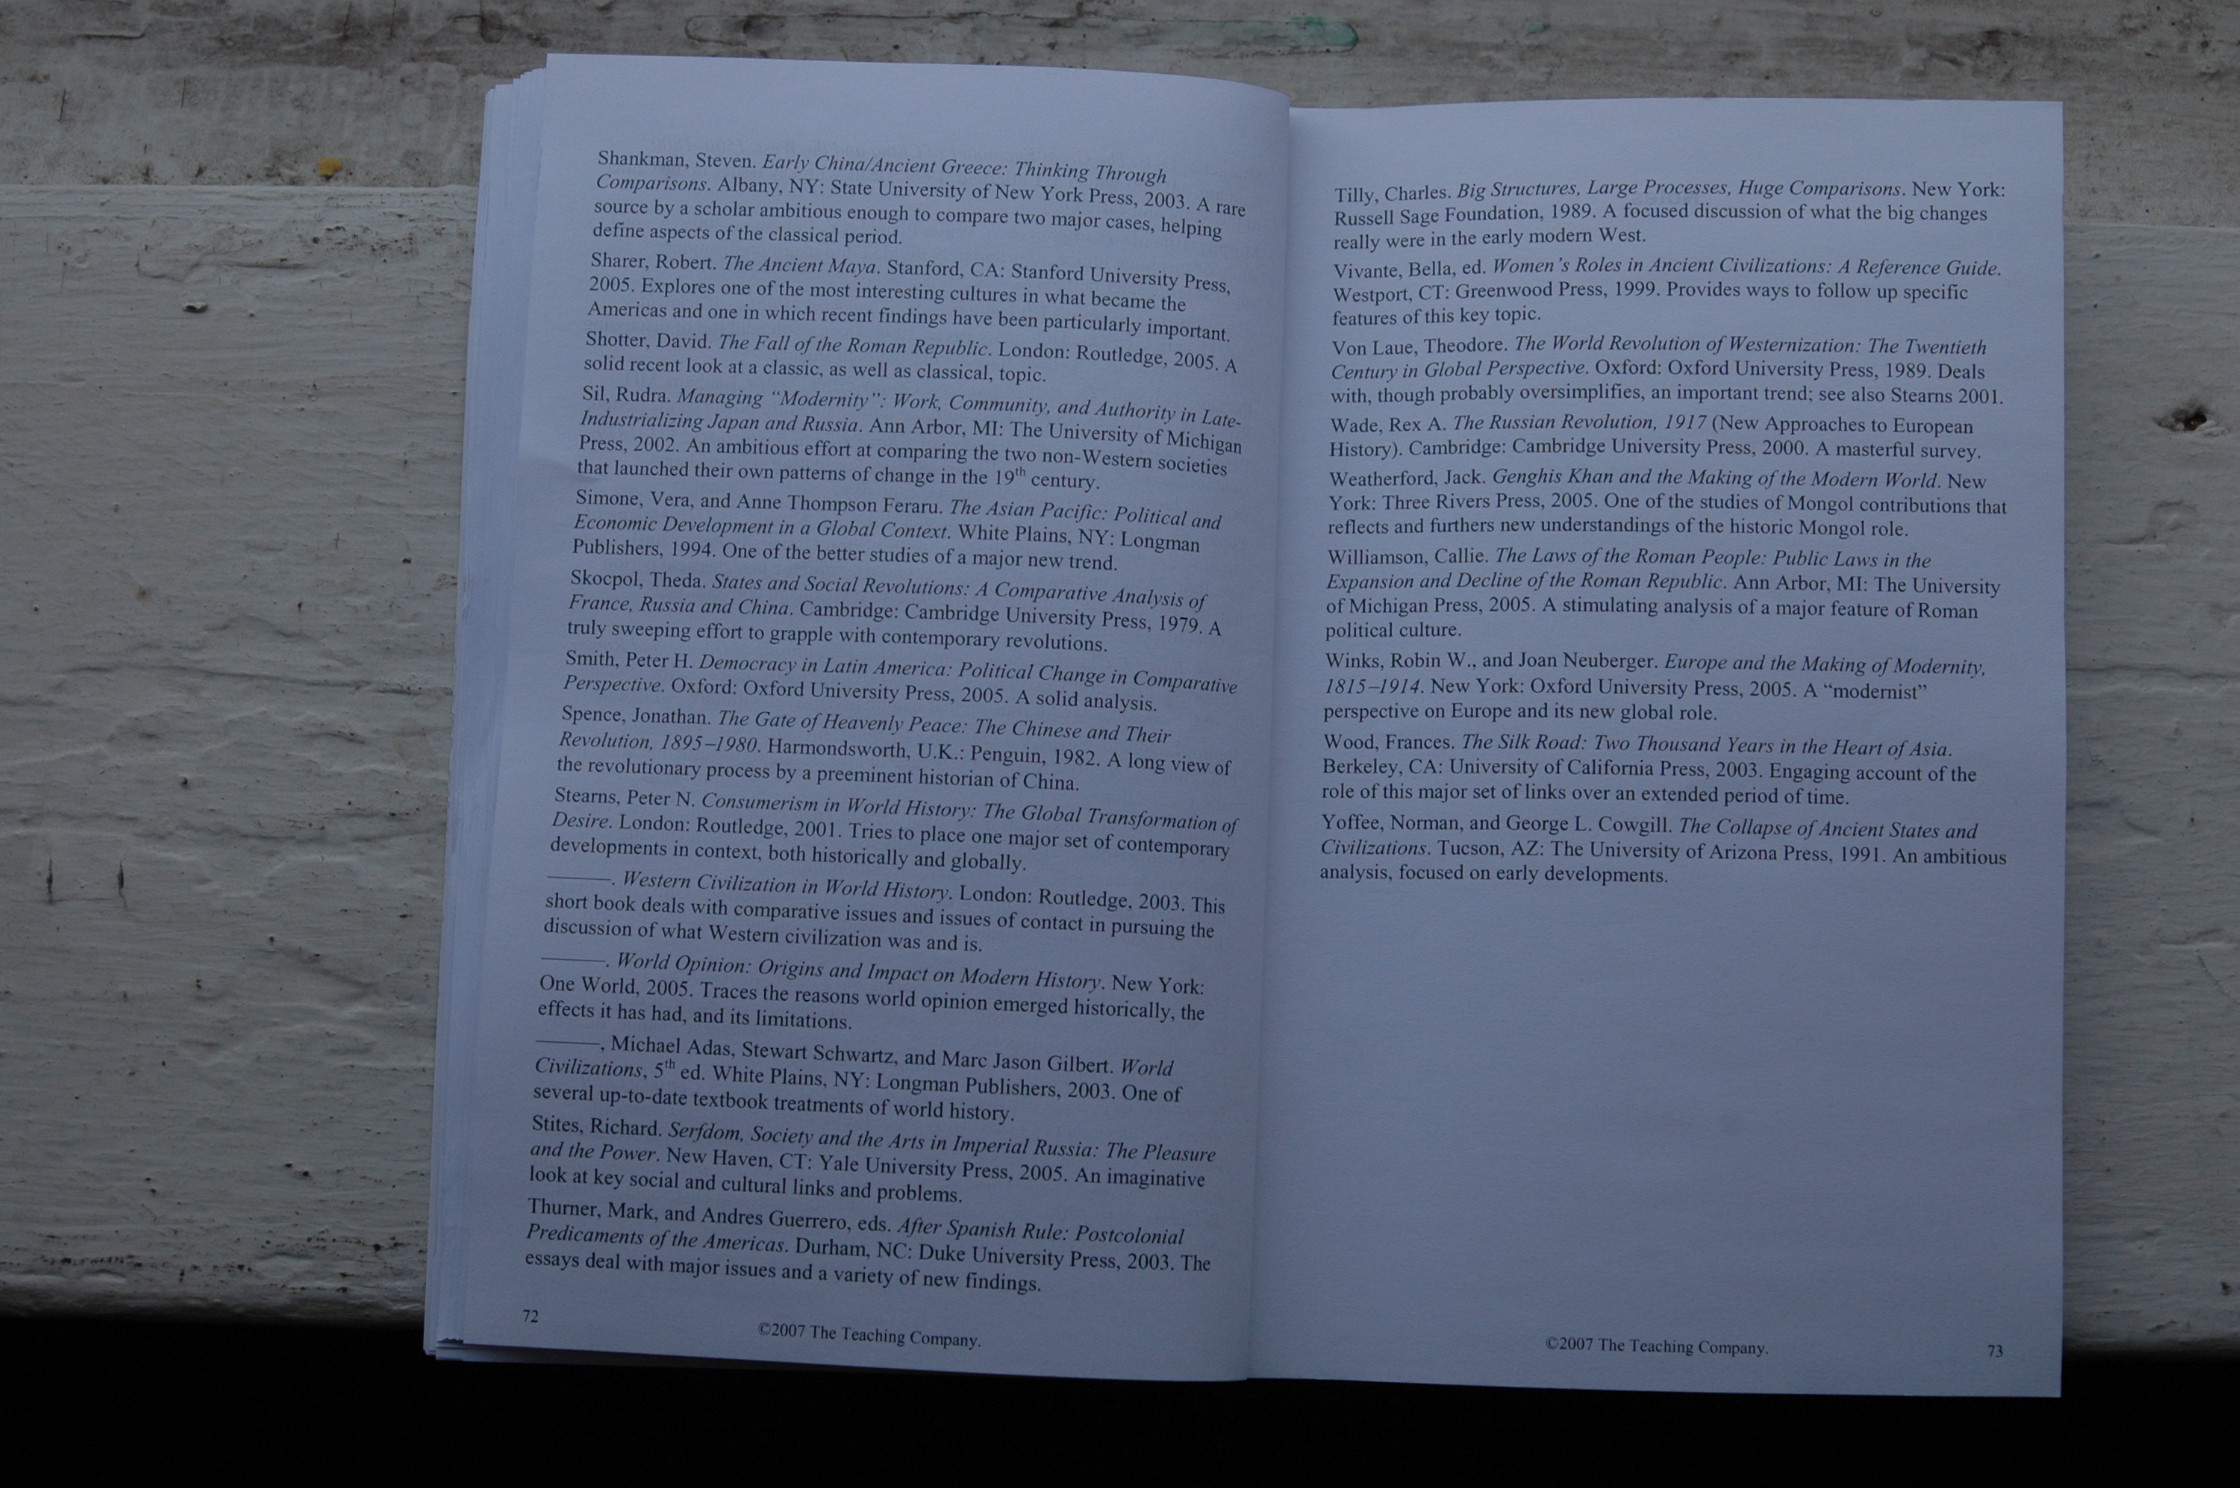 Shankman, Steven. Early China/Ancient Greece: Thinking Through
Comparisons. Albany, NY: State University of New York Press, 2003. A rare
source by a scholar ambitious enough to compare two major cases, helping
define aspects of the classical period.
Sharer, Robert. The Ancient Maya. Stanford, CA: Stanford University Press,
2005. Explores one of the most interesting cultures in what became the
Americas and one in which recent findings have been particularly important.
Shotter, David. The Fall of the Roman Republic. London: Routledge, 2005. A
solid recent look at a classic, as well as classical, topic.
Sil, Rudra. Managing “Modernity”: Work, Community, and Authority in Late-
Industrializing Japan and Russia. Ann Arbor, MI: The University of Michigan
Press, 2002. An ambitious effort at comparing the two non-Western societies
that launched their own patterns of change in the 19th century.
Simone, Vera, and Anne Thompson Feraru. The Asian Pacific: Political and
Economic Development in a Global Context. White Plains, NY: Longman
Publishers, 1994. One of the better studies of a major new trend.
Skocpol, Theda. States and Social Revolutions: A Comparative Analysis of
France, Russia and China. Cambridge: Cambridge University Press, 1979. A
truly sweeping effort to grapple with contemporary revolutions.
Smith, Peter H. Democracy in Latin America: Political Change in Comparative
Perspective. Oxford: Oxford University Press, 2005. A solid analysis.
Spence, Jonathan. The Gate of Heavenly Peace: The Chinese and Their
Revolution, 1895–1980. Harmondsworth, U.K.: Penguin, 1982. A long view of
the revolutionary process by a preeminent historian of China.
Stearns, Peter N. Consumerism in World History: The Global Transformation of
Desire. London: Routledge, 2001. Tries to place one major set of contemporary
developments in context, both historically and globally.
———. Western Civilization in World History. London: Routledge, 2003. This
short book deals with comparative issues and issues of contact in pursuing the
discussion of what Western civilization was and is.
———. World Opinion: Origins and Impact on Modern History. New York:
One World, 2005. Traces the reasons world opinion emerged historically, the
effects it has had, and its limitations.
———, Michael Adas, Stewart Schwartz, and Marc Jason Gilbert. World
Civilizations, 5th ed. White Plains, NY: Longman Publishers, 2003. One of
several up-to-date textbook treatments of world history.
Stites, Richard. Serfdom, Society and the Arts in Imperial Russia: The Pleasure
and the Power. New Haven, CT: Yale University Press, 2005. An imaginative
look at key social and cultural links and problems.
Thurner, Mark, and Andres Guerrero, eds. After Spanish Rule: Postcolonial
Predicaments of the Americas. Durham, NC: Duke University Press, 2003. The
essays deal with major issues and a variety of new findings.
72
©2007 The Teaching Company.
Tilly, Charles. Big Structures, Large Processes, Huge Comparisons. New York:
Russell Sage Foundation, 1989. A focused discussion of what the big changes
really were in the early modern West.
Vivante, Bella, ed. Women’s Roles in Ancient Civilizations: A Reference Guide.
Westport, CT: Greenwood Press, 1999. Provides ways to follow up specific
features of this key topic.
Von Laue, Theodore. The World Revolution of Westernization: The Twentieth
Century in Global Perspective. Oxford: Oxford University Press, 1989. Deals
with, though probably oversimplifies, an important trend; see also Stearns 2001.
Wade, Rex A. The Russian Revolution, 1917 (New Approaches to European
History). Cambridge: Cambridge University Press, 2000. A masterful survey.
Weatherford, Jack. Genghis Khan and the Making of the Modern World. New
York: Three Rivers Press, 2005. One of the studies of Mongol contributions that
reflects and furthers new understandings of the historic Mongol role.
Williamson, Callie. The Laws of the Roman People: Public Laws in the
Expansion and Decline of the Roman Republic. Ann Arbor, MI: The University
of Michigan Press, 2005. A stimulating analysis of a major feature of Roman
political culture.
Winks, Robin W., and Joan Neuberger. Europe and the Making of Modernity,
1815–1914. New York: Oxford University Press, 2005. A “modernist”
perspective on Europe and its new global role.
Wood, Frances. The Silk Road: Two Thousand Years in the Heart of Asia.
Berkeley, CA: University of California Press, 2003. Engaging account of the
role of this major set of links over an extended period of time.
Yoffee, Norman, and George L. Cowgill. The Collapse of Ancient States and
Civilizations. Tucson, AZ: The University of Arizona Press, 1991. An ambitious
analysis, focused on early developments.
©2007 The Teaching Company.
73